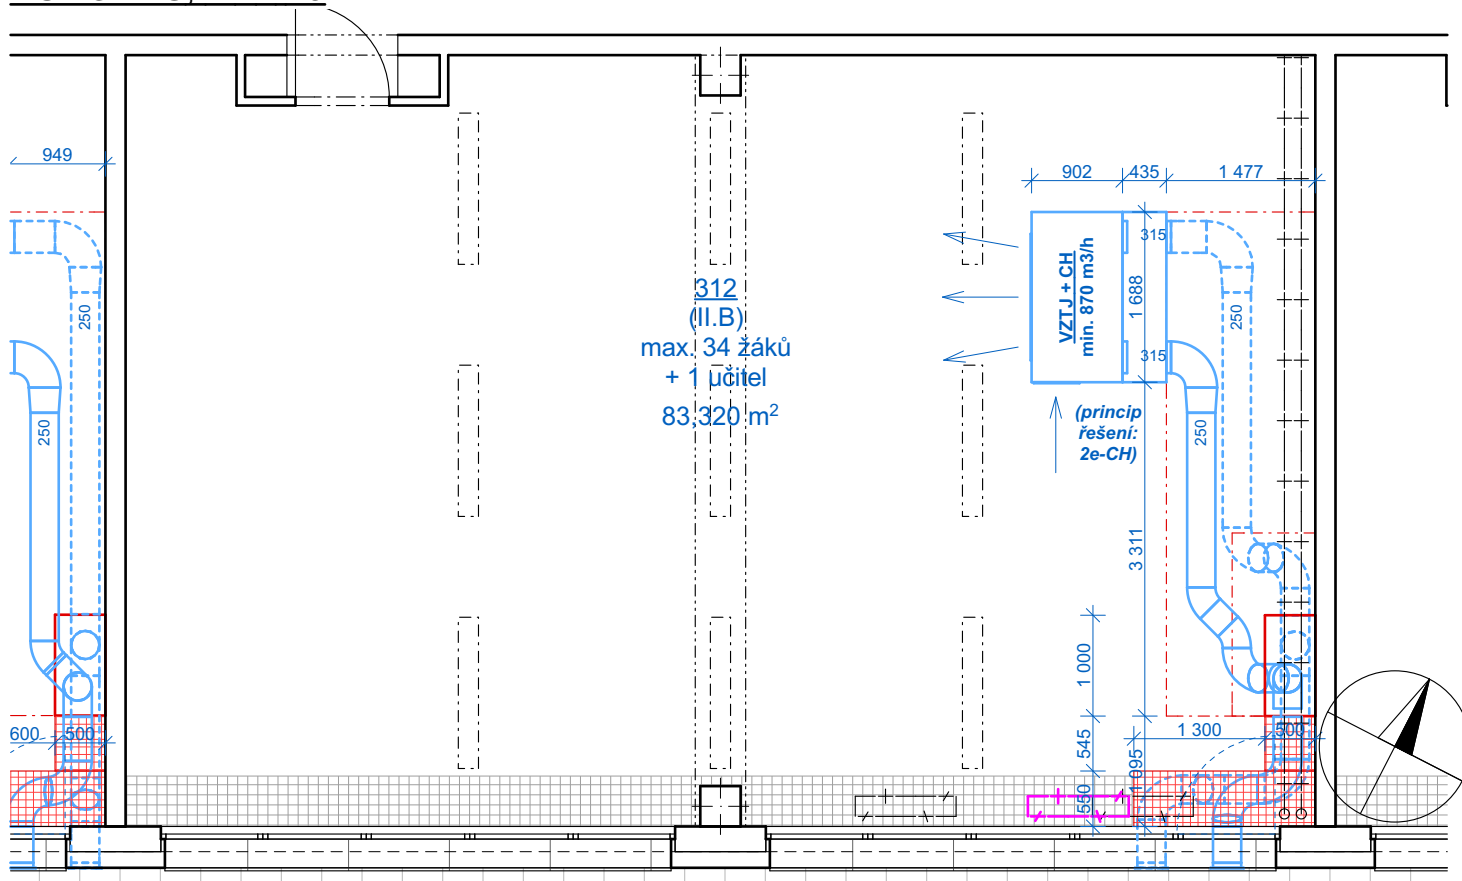 949
902
435
1 477
315
VZTJ + CH
min. 870 m3/h
1 688
315
250
250
312
(II.B)
max. 34 žáků
+ 1 učitel
83,320 m²
(princip
řešení:
2e-CH)
250
250
3 311
1 000
600
500
545
1 300
500
1 095
550